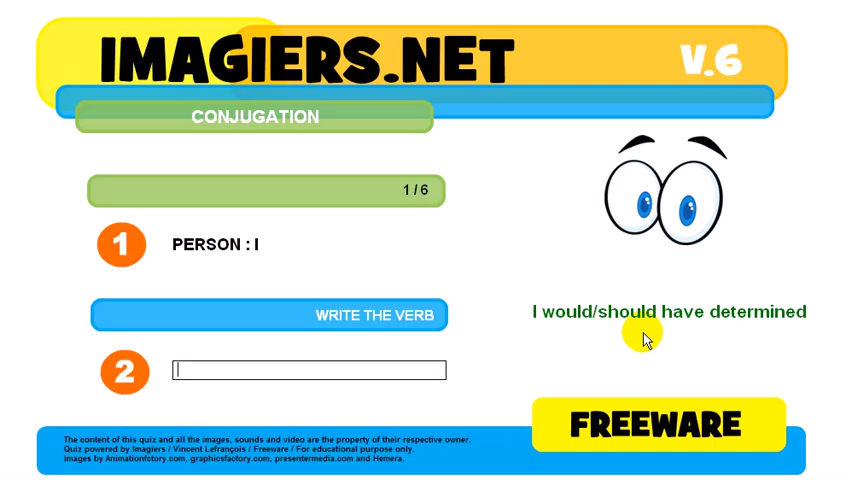 IMAGIERS.NET
V.6
CONJUGATION
1 / 6
1
PERSON : I
WRITE THE VERB
I would/should have determined
2
FREEWARE
The content of this quiz and all the images, sounds and video are the property of their respective owner.
Quiz powered by Imagiers / Vincent Lefrançois / Freeware / For educational purpose only.
Images by Animationfctory.com, graphicsfactory.com, presentermedia.com and Hemera.